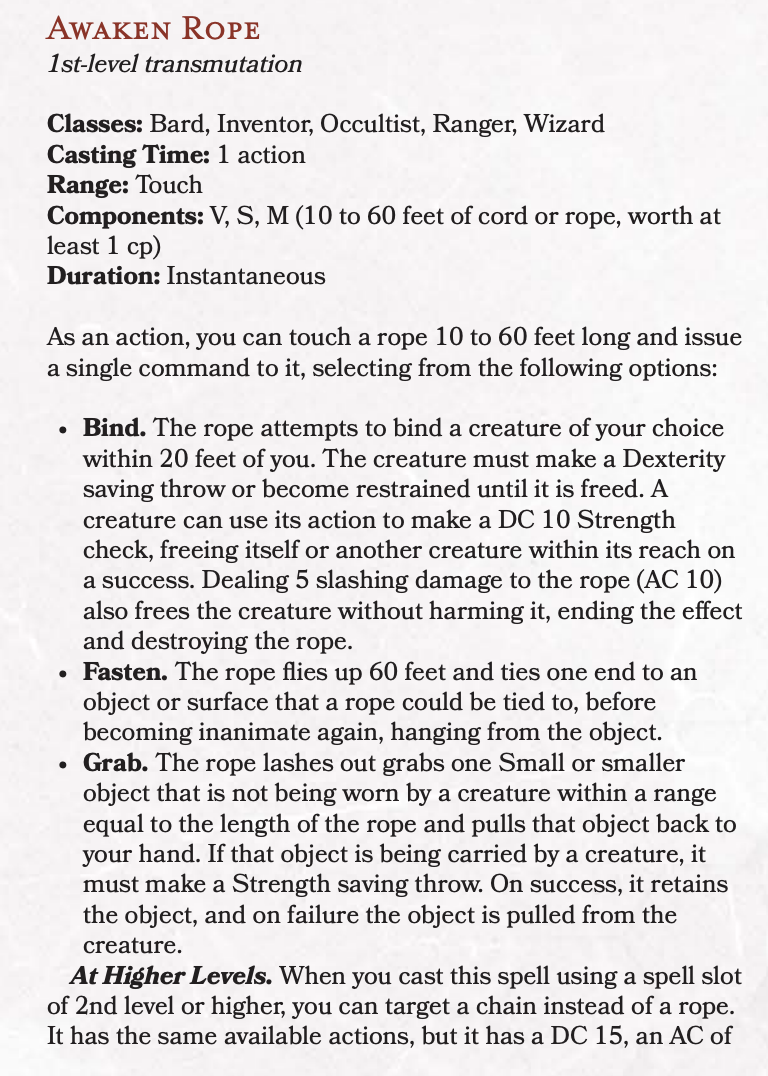 Awaken Rope
1st-level transmutation
Classes: Bard, Inventor, Occultist, Ranger, Wizard
Casting Time: 1 action
Range: Touch
Components: V, S, M (10 to 60 feet of cord or rope, worth at
least 1 cp)
Duration: Instantaneous
As an action, you can touch a rope 10 to 60 feet long and issue
a single command to it, selecting from the following options:
• Bind. The rope attempts to bind a creature of your choice
within 20 feet of you. The creature must make a Dexterity
saving throw or become restrained until it is freed. A
creature can use its action to make a DC 10 Strength
check, freeing itself or another creature within its reach on
a success. Dealing 5 slashing damage to the rope (AC 10)
also frees the creature without harming it, ending the effect
and destroying the rope.
• Fasten. The rope flies up 60 feet and ties one end to an
object or surface that a rope could be tied to, before
becoming inanimate again, hanging from the object.
• Grab. The rope lashes out grabs one Small or smaller
object that is not being worn by a creature within a range
equal to the length of the rope and pulls that object back to
your hand. If that object is being carried by a creature, it
must make a Strength saving throw. On success, it retains
the object, and on failure the object is pulled from the
creature.
At Higher Levels. When you cast this spell using a spell slot
of 2nd level or higher, you can target a chain instead of a rope.
It has the same available actions, but it has a DC 15, an AC of